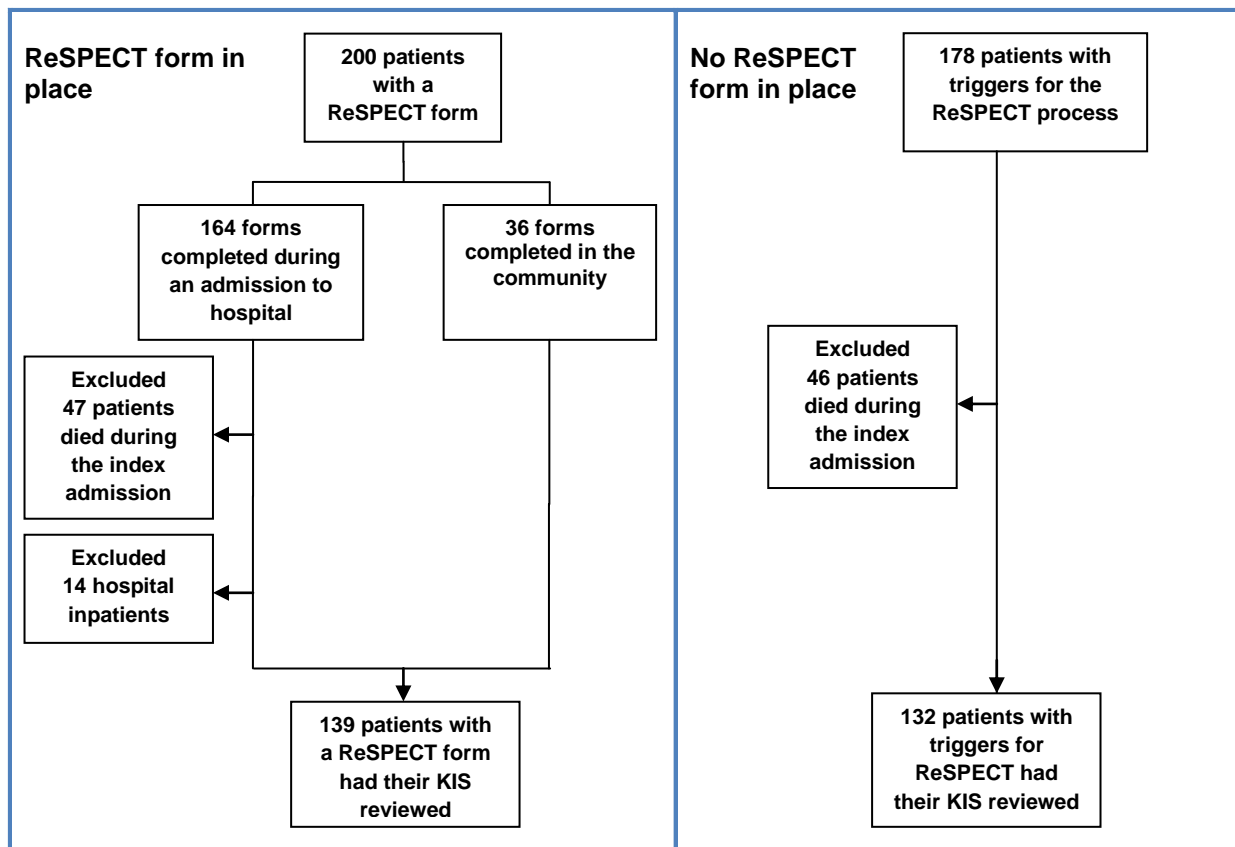 ReSPECT form in
place
200 patients
with a
ReSPECT form
164 forms
completed during
an admission to
hospital
36 forms
completed in the
community
Excluded
47 patients
died during
the index
admission
Excluded
14 hospital
inpatients
139 patients with
a ReSPECT form
had their KIS
reviewed
No ReSPECT
form in place
178 patients with
triggers for the
ReSPECT process
Excluded
46 patients
died during
the index
admission
132 patients with
triggers for
ReSPECT had
their KIS reviewed